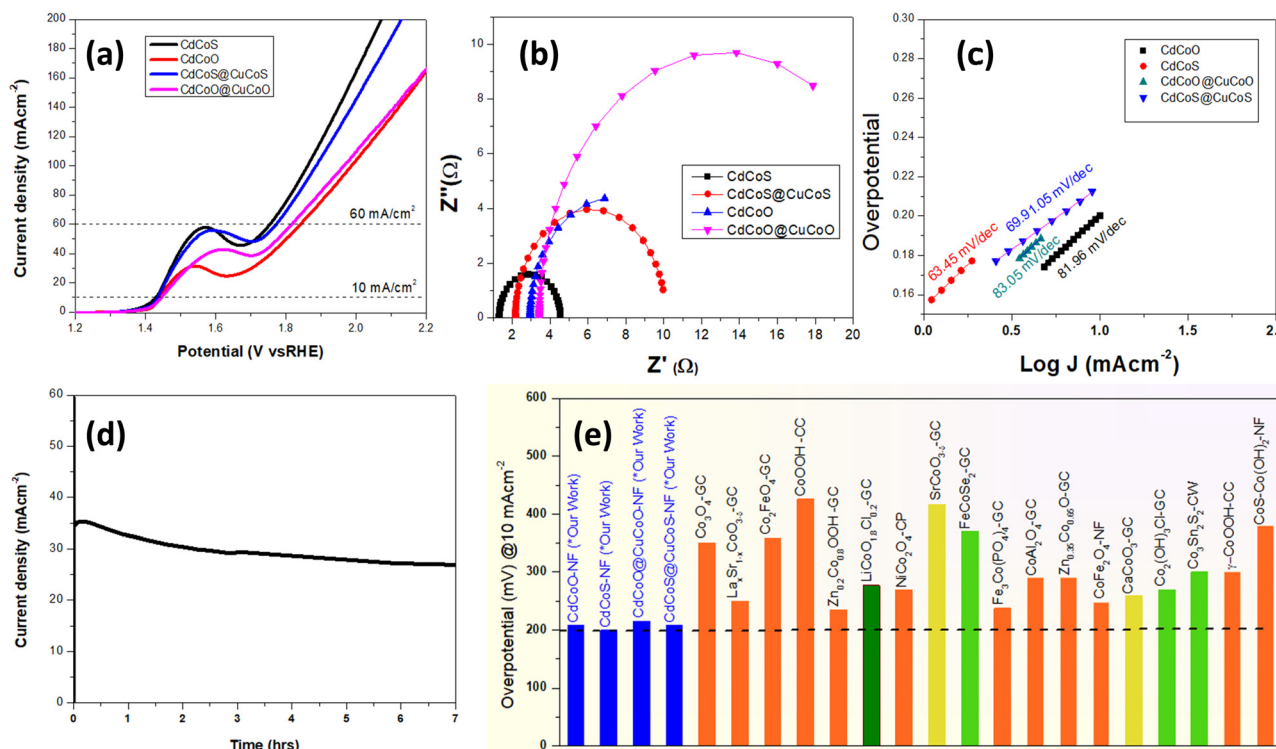 (a)
CdCoS
CdCoO
CdCoS@CuCoS
CdCoO@CuCoO
60 mA/cm²
10 mA/cm²
200
180
160
140
120
100
80
60
40
20
0
1.2 1.4 1.6 1.8 2.0 2.2
Current density (mAcm⁻²)
Potential (V vsRHE)
(b)
CdCoS
CdCoS@CuCoS
CdCoO
CdCoO@CuCoO
10
8
6
4
2
0
2 4 6 8 10 12 14 16 18 20
Z''(Ω)
Z' (Ω)
(c)
CdCoO
CdCoS
CdCoO@CuCoO
CdCoS@CuCoS
63.45 mV/dec
69.91.05 mV/dec
83.05 mV/dec
81.96 mV/dec
0.30
0.28
0.26
0.24
0.22
0.20
0.18
0.16
0.0 0.5 1.0 1.5 2.0
Overpotential
Log J (mAcm⁻²)
(d)
60
50
40
30
20
10
0
0 1 2 3 4 5 6 7
Current density (mAcm⁻²)
Time (hrs)
(e)
600
500
400
300
200
100
0
Overpotential (mV) @10 mAcm⁻²
CdCoO-NF (*Our Work)
CdCoS-NF (*Our Work)
CdCoO@CuCoO-NF (*Our Work)
CdCoS@CuCoS-NF (*Our Work)
Co₃O₄-GC
LaₓSr₁₋ₓCoO₃₋δ-GC
Co₂FeO₄-GC
CoOOH-CC
Zn₀.₂Co₀.₈OOH -GC
LiCoO₁.₈Cl₀.₂-GC
NiCo₂O₄-CP
SrCoO₃₋δ-GC
FeCoSe₂-GC
Fe₃Co(PO₄)₄-GC
CoAl₂O₄-GC
Zn₀.₃₅Co₀.₆₅O-GC
CoFe₂O₄-NF
CaCoO₃-GC
Co₂(OH)₃Cl-GC
Co₃Sn₂S₂-CW
γ-CoOOH-CC
CoS-Co(OH)₂-NF